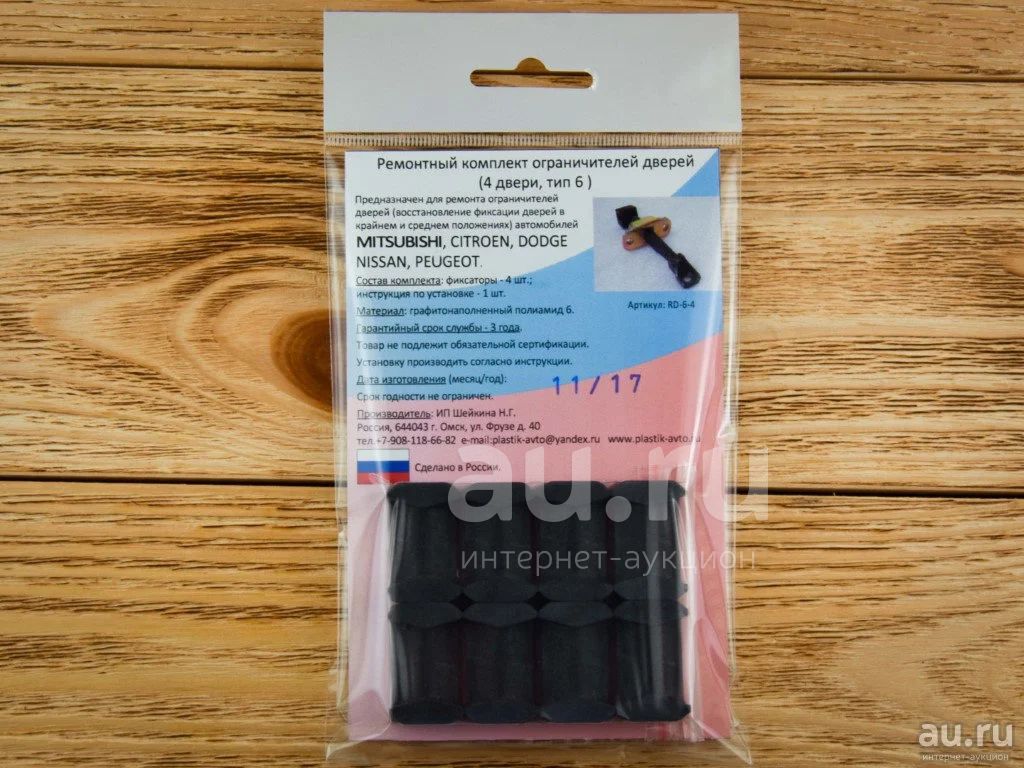 Ремонтный комплект ограничителей дверей
(4 двери, тип 6 )
Предназначен для ремонта ограничителей
дверей (восстановление фиксации дверей в
крайнем и среднем положениях) автомобилей
MITSUBISHI, CITROEN, DODGE
NISSAN, PEUGEOT.
Состав комплекта: фиксаторы - 4 шт.;
инструкция по установке - 1 шт.
Артикул: RD-6-4
Материал: графитонаполненный полиамид 6.
Гарантийный срок службы - 3 года.
Товар не подлежит обязательной сертификации.
Установку производить согласно инструкции.
Дата изготовления (месяц/год): 11/17
Срок годности не ограничен.
Производитель: ИП Шейкина Н.Г.
Россия, 644043 г. Омск, ул. Фрузе д. 40
тел.+7-908-118-66-82 e-mail:plastik-avto@yandex.ru www.plastik-avto.ru
Сделано в России.
au.ru
интернет-аукцион
au.ru
интернет-аукцион